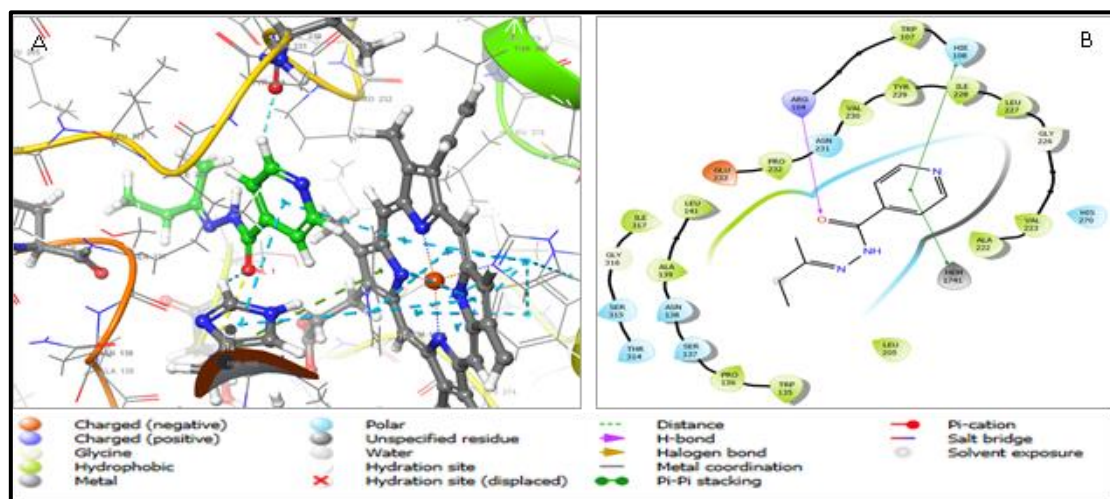 A
B
TRP
107
HIE
108
ARG
104
TYR
229
ILE
228
LEU
227
VAL
230
ASN
231
GLY
226
PRO
232
GLU
233
LEU
141
ILE
317
GLY
316
ALA
139
SER
315
ASN
138
THR
314
SER
137
PRO
136
TRP
135
LEU
205
ALA
222
VAL
223
HIS
270
HEM
1741
N
O
NH
N
Charged (negative)
Charged (positive)
Glycine
Hydrophobic
Metal
Polar
Unspecified residue
Water
Hydration site
Hydration site (displaced)
Distance
H-bond
Halogen bond
Metal coordination
Pi-Pi stacking
Pi-cation
Salt bridge
Solvent exposure